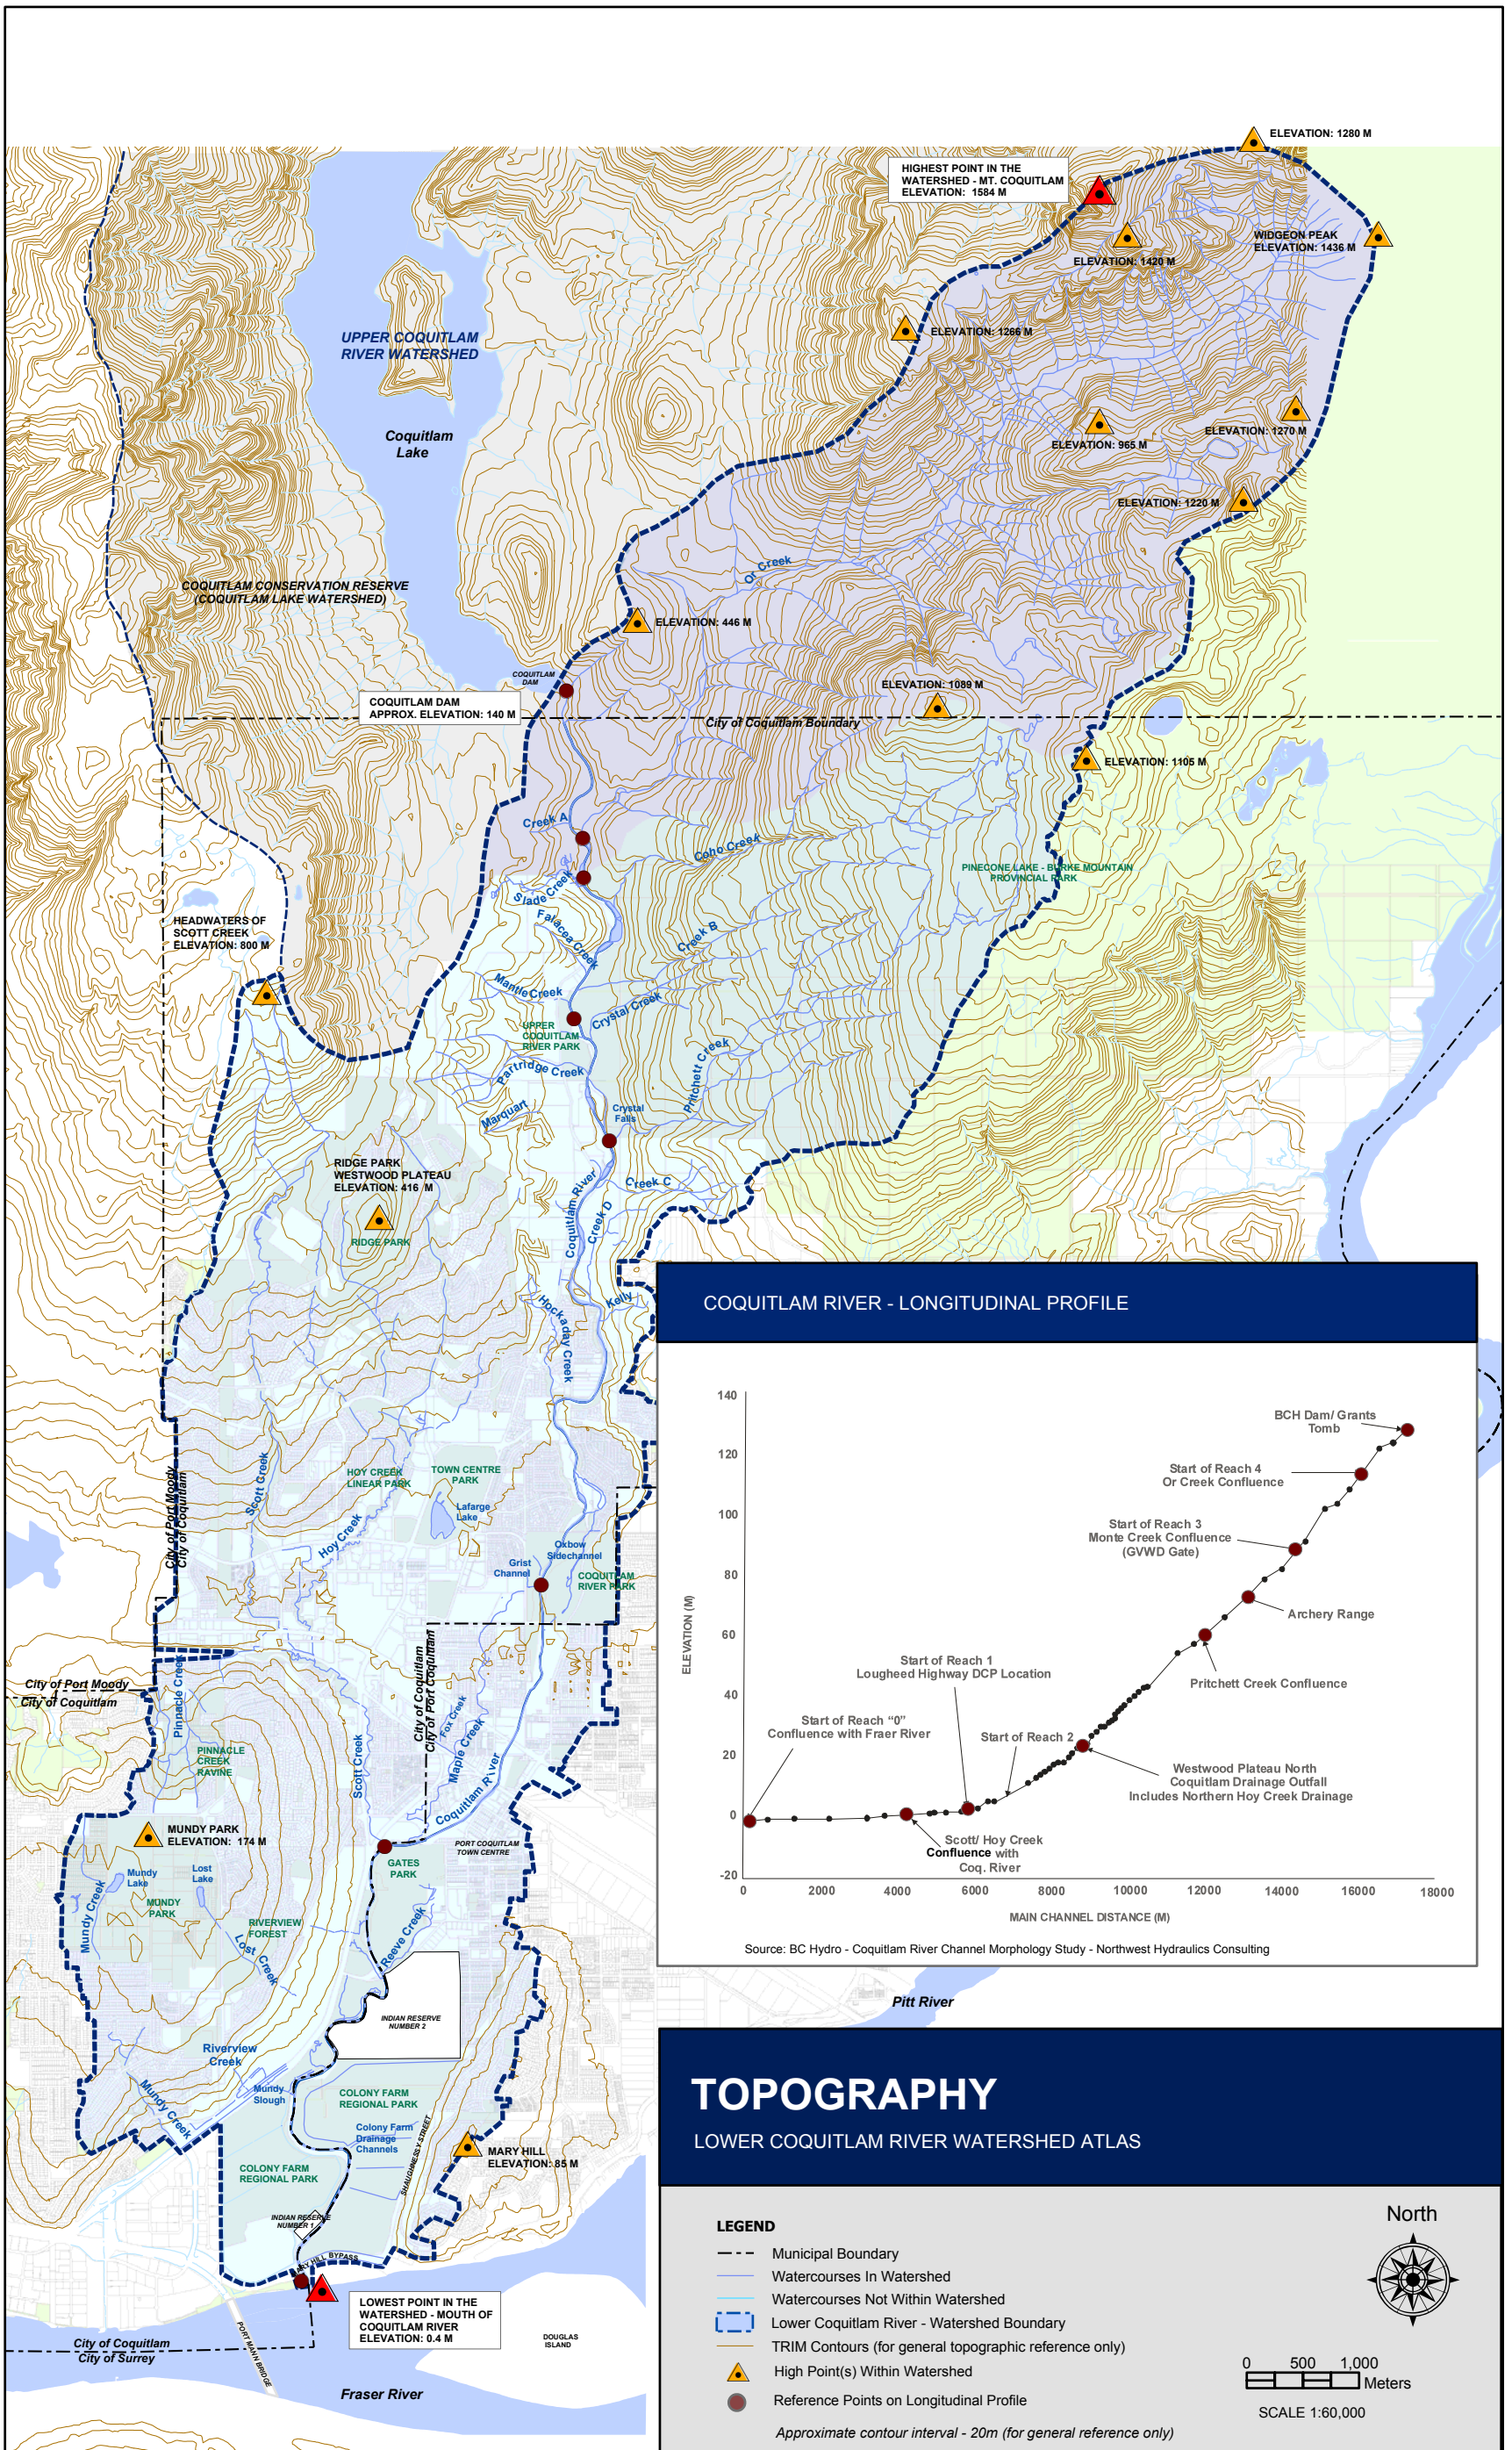 ELEVATION: 1280 M
HIGHEST POINT IN THE
WATERSHED - MT. COQUITLAM
ELEVATION: 1584 M
WIDGEON PEAK
ELEVATION: 1436 M
ELEVATION: 1420 M
ELEVATION: 1266 M
UPPER COQUITLAM
RIVER WATERSHED
Coquitlam
Lake
ELEVATION: 965 M
ELEVATION: 1270 M
ELEVATION: 1220 M
Or Creek
COQUITLAM CONSERVATION RESERVE
(COQUITLAM LAKE WATERSHED)
ELEVATION: 446 M
COQUITLAM
DAM
ELEVATION: 1089 M
COQUITLAM DAM
APPROX. ELEVATION: 140 M
City of Coquitlam Boundary
ELEVATION: 1105 M
Creek A
Coho Creek
PINECONE LAKE - BURKE MOUNTAIN
PROVINCIAL PARK
Slade Creek
Falacea Creek
HEADWATERS OF
SCOTT CREEK
ELEVATION: 800 M
Creek B
Mantle Creek
Crystal Creek
UPPER
COQUITLAM
RIVER PARK
Partridge Creek
Pritchett Creek
Marquart
Crystal
Falls
RIDGE PARK
WESTWOOD PLATEAU
ELEVATION: 416 M
RIDGE PARK
Coquitlam River
Creek C
Creek D
Kelly
Hockaday Creek
COQUITLAM RIVER - LONGITUDINAL PROFILE
140
120
100
80
60
40
20
0
-20
ELEVATION (M)
BCH Dam/ Grants
Tomb
Start of Reach 4
Or Creek Confluence
Start of Reach 3
Monte Creek Confluence
(GVWD Gate)
Archery Range
Pritchett Creek Confluence
Start of Reach 1
Lougheed Highway DCP Location
Start of Reach “0”
Confluence with Fraer River
Start of Reach 2
Westwood Plateau North
Coquitlam Drainage Outfall
Includes Northern Hoy Creek Drainage
Scott/ Hoy Creek
Confluence with
Coq. River
0 2000 4000 6000 8000 10000 12000 14000 16000 18000
MAIN CHANNEL DISTANCE (M)
Source: BC Hydro - Coquitlam River Channel Morphology Study - Northwest Hydraulics Consulting
City of Port Moody
City of Coquitlam
Scott Creek
HOY CREEK
LINEAR PARK
TOWN CENTRE
PARK
Lafarge
Lake
Hoy Creek
Oxbow
Sidechannel
Grist
Channel
COQUITLAM
RIVER PARK
City of Coquitlam
City of Port Coquitlam
City of Port Moody
City of Coquitlam
Pinnacle Creek
PINNACLE
CREEK
RAVINE
Scott Creek
Fox Creek
Maple Creek
Coquitlam River
MUNDY PARK
ELEVATION: 174 M
PORT COQUITLAM
TOWN CENTRE
GATES
PARK
Mundy
Lake
Lost
Lake
Mundy Creek
MUNDY
PARK
RIVERVIEW
FOREST
Lost Creek
Reeve Creek
INDIAN RESERVE
NUMBER 2
Riverview
Creek
Mundy Creek
Mundy
Slough
COLONY FARM
REGIONAL PARK
Colony Farm
Drainage
Channels
SHAUGHNESSY STREET
MARY HILL
ELEVATION: 85 M
COLONY FARM
REGIONAL PARK
INDIAN RESERVE
NUMBER 1
MARY HILL BYPASS
LOWEST POINT IN THE
WATERSHED - MOUTH OF
COQUITLAM RIVER
ELEVATION: 0.4 M
DOUGLAS
ISLAND
PORT MANN BRIDGE
City of Coquitlam
City of Surrey
Fraser River
Pitt River
TOPOGRAPHY
LOWER COQUITLAM RIVER WATERSHED ATLAS
LEGEND
Municipal Boundary
Watercourses In Watershed
Watercourses Not Within Watershed
Lower Coquitlam River - Watershed Boundary
TRIM Contours (for general topographic reference only)
High Point(s) Within Watershed
Reference Points on Longitudinal Profile
Approximate contour interval - 20m (for general reference only)
North
0 500 1,000
Meters
SCALE 1:60,000